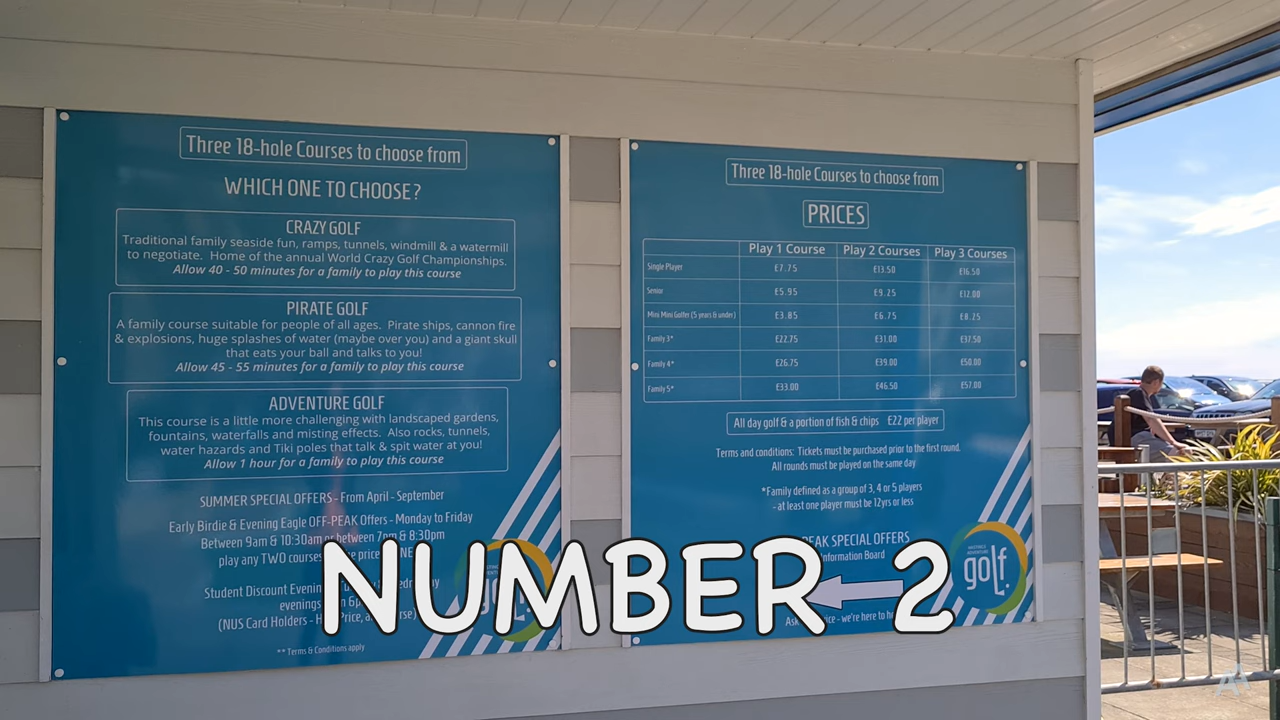 Three 18-hole Courses to choose from
WHICH ONE TO CHOOSE?
CRAZY GOLF
Traditional family seaside fun, ramps, tunnels, windmill & a watermill
to negotiate. Home of the annual World Crazy Golf Championships.
Allow 40 - 50 minutes for a family to play this course
PIRATE GOLF
A family course suitable for people of all ages. Pirate ships, cannon fire
& explosions, huge splashes of water (maybe over you) and a giant skull
that eats your ball and talks to you!
Allow 45 - 55 minutes for a family to play this course
ADVENTURE GOLF
This course is a little more challenging with landscaped gardens,
fountains, waterfalls and misting effects. Also rocks, tunnels,
water hazards and Tiki poles that talk & spit water at you!
Allow 1 hour for a family to play this course
SUMMER SPECIAL OFFERS - From April - September
Early Birdie & Evening Eagle OFF-PEAK Offers - Monday to Friday
Between 9am & 10:30am or between 7pm & 8:30pm
play any TWO courses
Student Discount
evenings
(NUS Card Holders -
** Terms & Conditions apply
Three 18-hole Courses to choose from
PRICES
Play 1 Course Play 2 Courses Play 3 Courses
Single Player £7.75 £13.50 £16.50
Senior £5.95 £9.25 £12.00
Mini Mini Golfer (5 years & under) £3.85 £6.75 £8.25
Family 3* £22.75 £31.00 £37.50
Family 4* £26.75 £39.00 £50.00
Family 5* £33.00 £46.50 £57.00
All day golf & a portion of fish & chips £22 per player
Terms and conditions: Tickets must be purchased prior to the first round.
All rounds must be played on the same day
*Family defined as a group of 3, 4 or 5 players
- at least one player must be 12yrs or less
SPECIAL OFFERS
Information Board
- we're here to
golf.
NUMBER 2